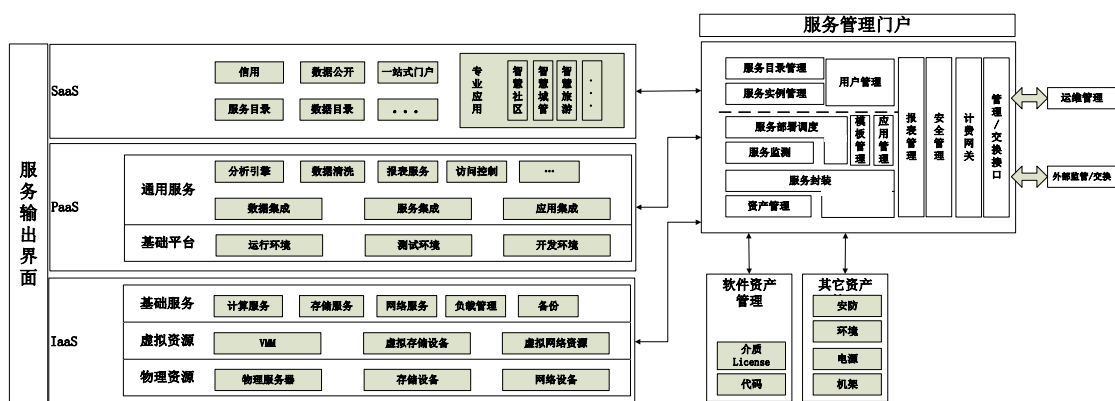 服务管理门户
服务输出界面
SaaS
信用
数据公开
一站式门户
服务目录
数据目录
...
专业应用
智慧社区
智慧城管
智慧旅游
...
PaaS
通用服务
分析引擎
数据清洗
报表服务
访问控制
...
数据集成
服务集成
应用集成
基础平台
运行环境
测试环境
开发环境
IaaS
基础服务
计算服务
存储服务
网络服务
负载管理
备份
虚拟资源
VMM
虚拟存储设备
虚拟网络资源
物理资源
物理服务器
存储设备
网络设备
服务目录管理
服务实例管理
用户管理
服务部署调度
服务监测
模板管理
应用管理
服务封装
资产管理
报表管理
安全管理
计费网关
管理/交换接口
运维管理
外部监管/交换
软件资产
管理
介质
License
代码
其它资产
安防
环境
电源
机架